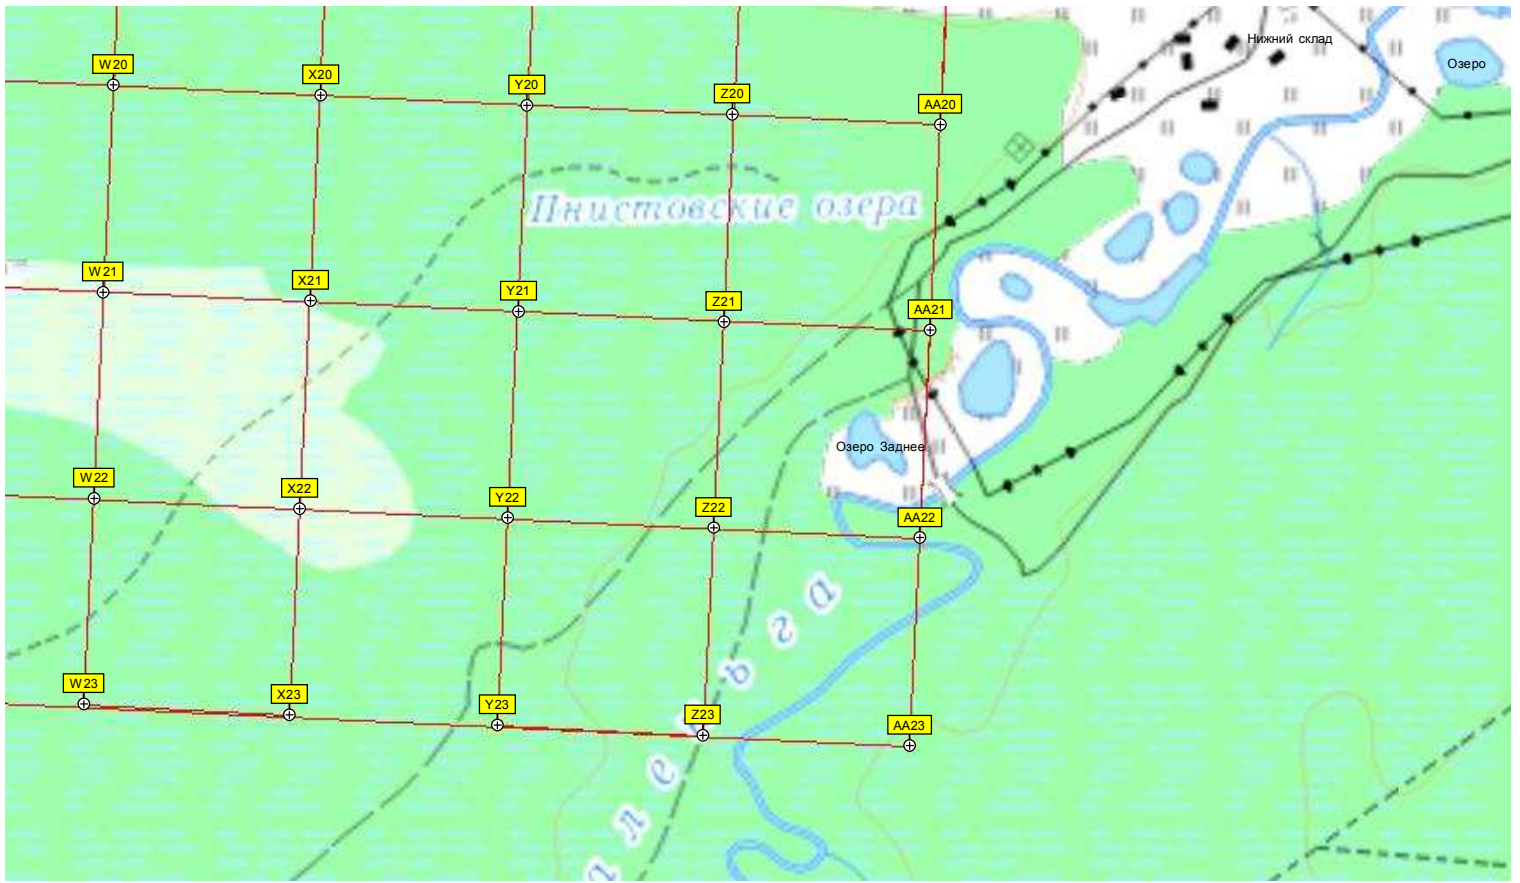 Нижний склад
Озеро
W20
X20
Y20
Z20
AA20
Пнистовские озера
W21
X21
Y21
Z21
AA21
Озеро Заднее
W22
X22
Y22
Z22
AA22
W23
X23
Y23
Z23
AA23